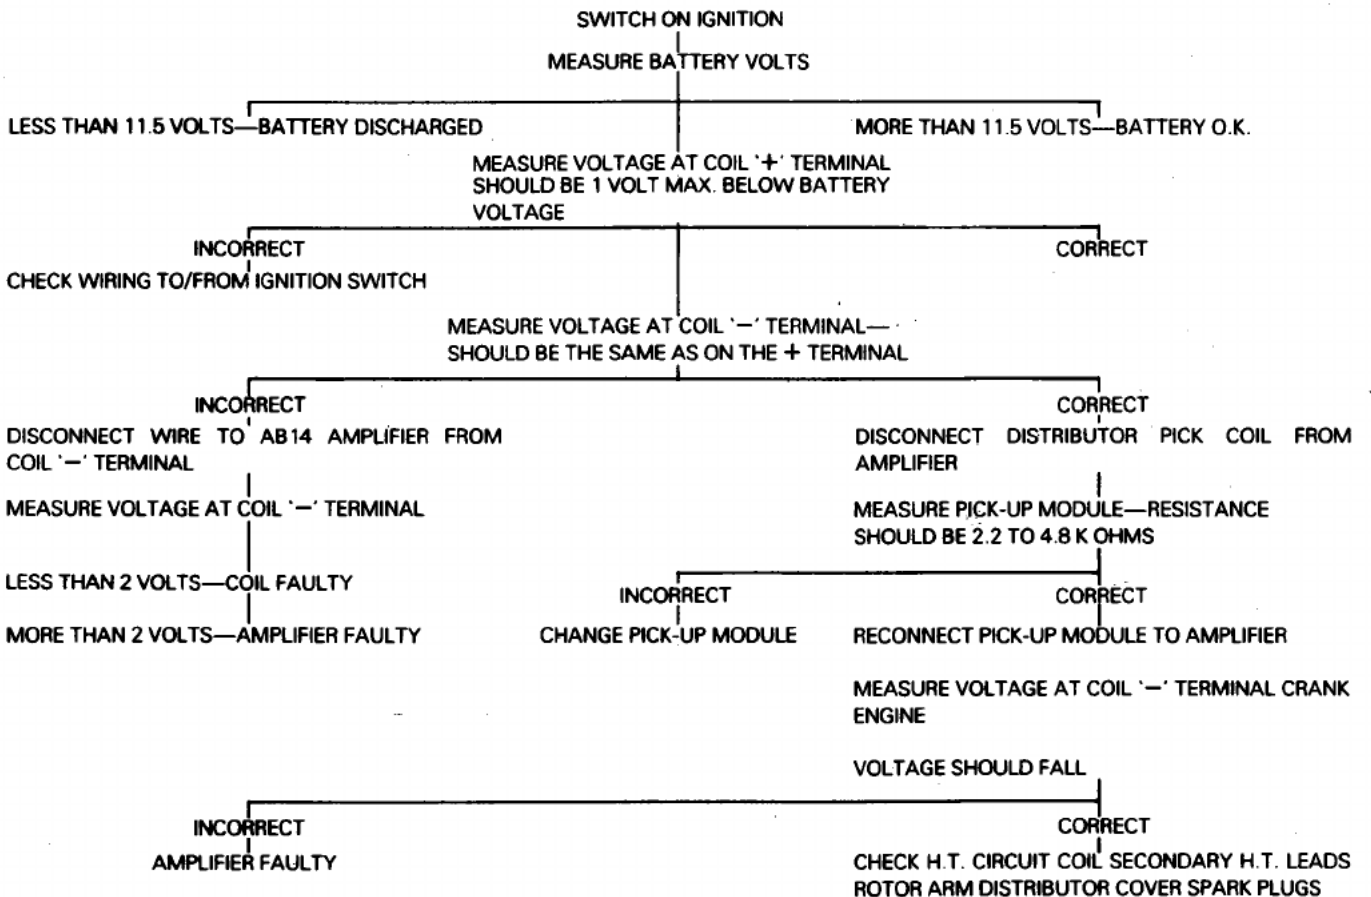 SWITCH ON IGNITION
MEASURE BATTERY VOLTS
LESS THAN 11.5 VOLTS—BATTERY DISCHARGED
MORE THAN 11.5 VOLTS—BATTERY O.K.
MEASURE VOLTAGE AT COIL '+' TERMINAL
SHOULD BE 1 VOLT MAX. BELOW BATTERY
VOLTAGE
INCORRECT
CORRECT
CHECK WIRING TO/FROM IGNITION SWITCH
MEASURE VOLTAGE AT COIL '—' TERMINAL—
SHOULD BE THE SAME AS ON THE + TERMINAL
INCORRECT
CORRECT
DISCONNECT WIRE TO AB14 AMPLIFIER FROM
COIL '—' TERMINAL
DISCONNECT DISTRIBUTOR PICK COIL FROM
AMPLIFIER
MEASURE VOLTAGE AT COIL '—' TERMINAL
MEASURE PICK-UP MODULE—RESISTANCE
SHOULD BE 2.2 TO 4.8 K OHMS
LESS THAN 2 VOLTS—COIL FAULTY
INCORRECT
CORRECT
MORE THAN 2 VOLTS—AMPLIFIER FAULTY
CHANGE PICK-UP MODULE
RECONNECT PICK-UP MODULE TO AMPLIFIER
MEASURE VOLTAGE AT COIL '—' TERMINAL CRANK
ENGINE
VOLTAGE SHOULD FALL
INCORRECT
CORRECT
AMPLIFIER FAULTY
CHECK H.T. CIRCUIT COIL SECONDARY H.T. LEADS
ROTOR ARM DISTRIBUTOR COVER SPARK PLUGS